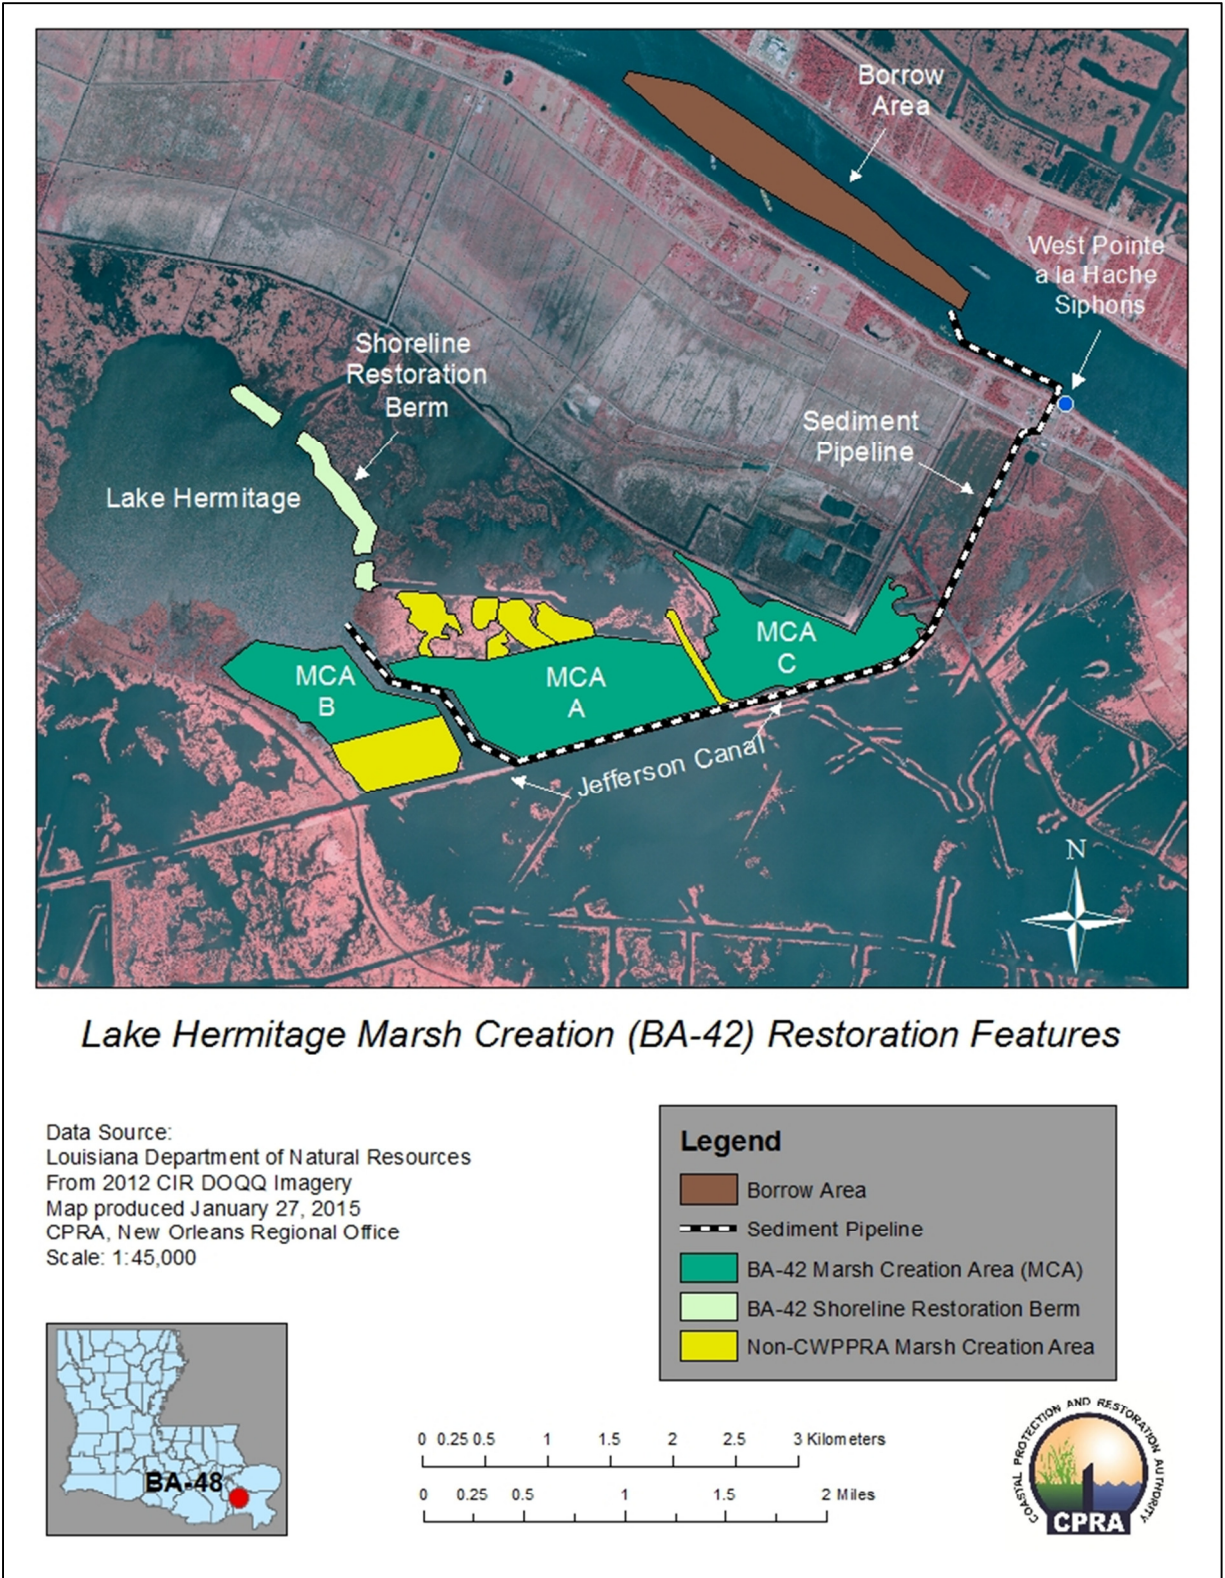 Borrow
Area
West Pointe
a la Hache
Siphons
Shoreline
Restoration
Berm
Sediment
Pipeline
Lake Hermitage
MCA
C
MCA
B
MCA
A
Jefferson Canal
N
Lake Hermitage Marsh Creation (BA-42) Restoration Features
Data Source:
Louisiana Department of Natural Resources
From 2012 CIR DOQQ Imagery
Map produced January 27, 2015
CPRA, New Orleans Regional Office
Scale: 1:45,000
Legend
Borrow Area
Sediment Pipeline
BA-42 Marsh Creation Area (MCA)
BA-42 Shoreline Restoration Berm
Non-CWPPRA Marsh Creation Area
BA-48
0 0.25 0.5 1 1.5 2 2.5 3 Kilometers
0 0.25 0.5 1 1.5 2 Miles
COASTAL PROTECTION AND RESTORATION AUTHORITY
CPRA